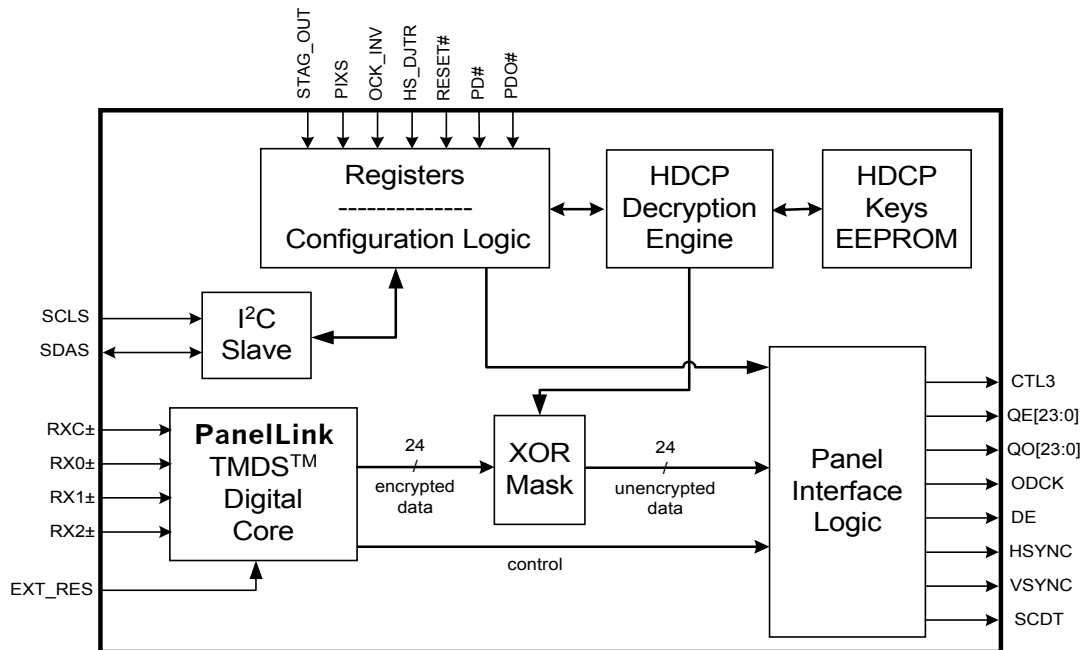 STAG_OUT
PIXS
OCK_INV
HS_DJTR
RESET#
PD#
PDO#
Registers
--------------
Configuration Logic
HDCP
Decryption
Engine
HDCP
Keys
EEPROM
SCLS
SDAS
I²C
Slave
RXC±
RX0±
RX1±
RX2±
EXT_RES
PanelLink
TMDS™
Digital
Core
24
encrypted
data
XOR
Mask
24
unencrypted
data
control
Panel
Interface
Logic
CTL3
QE[23:0]
QO[23:0]
ODCK
DE
HSYNC
VSYNC
SCDT